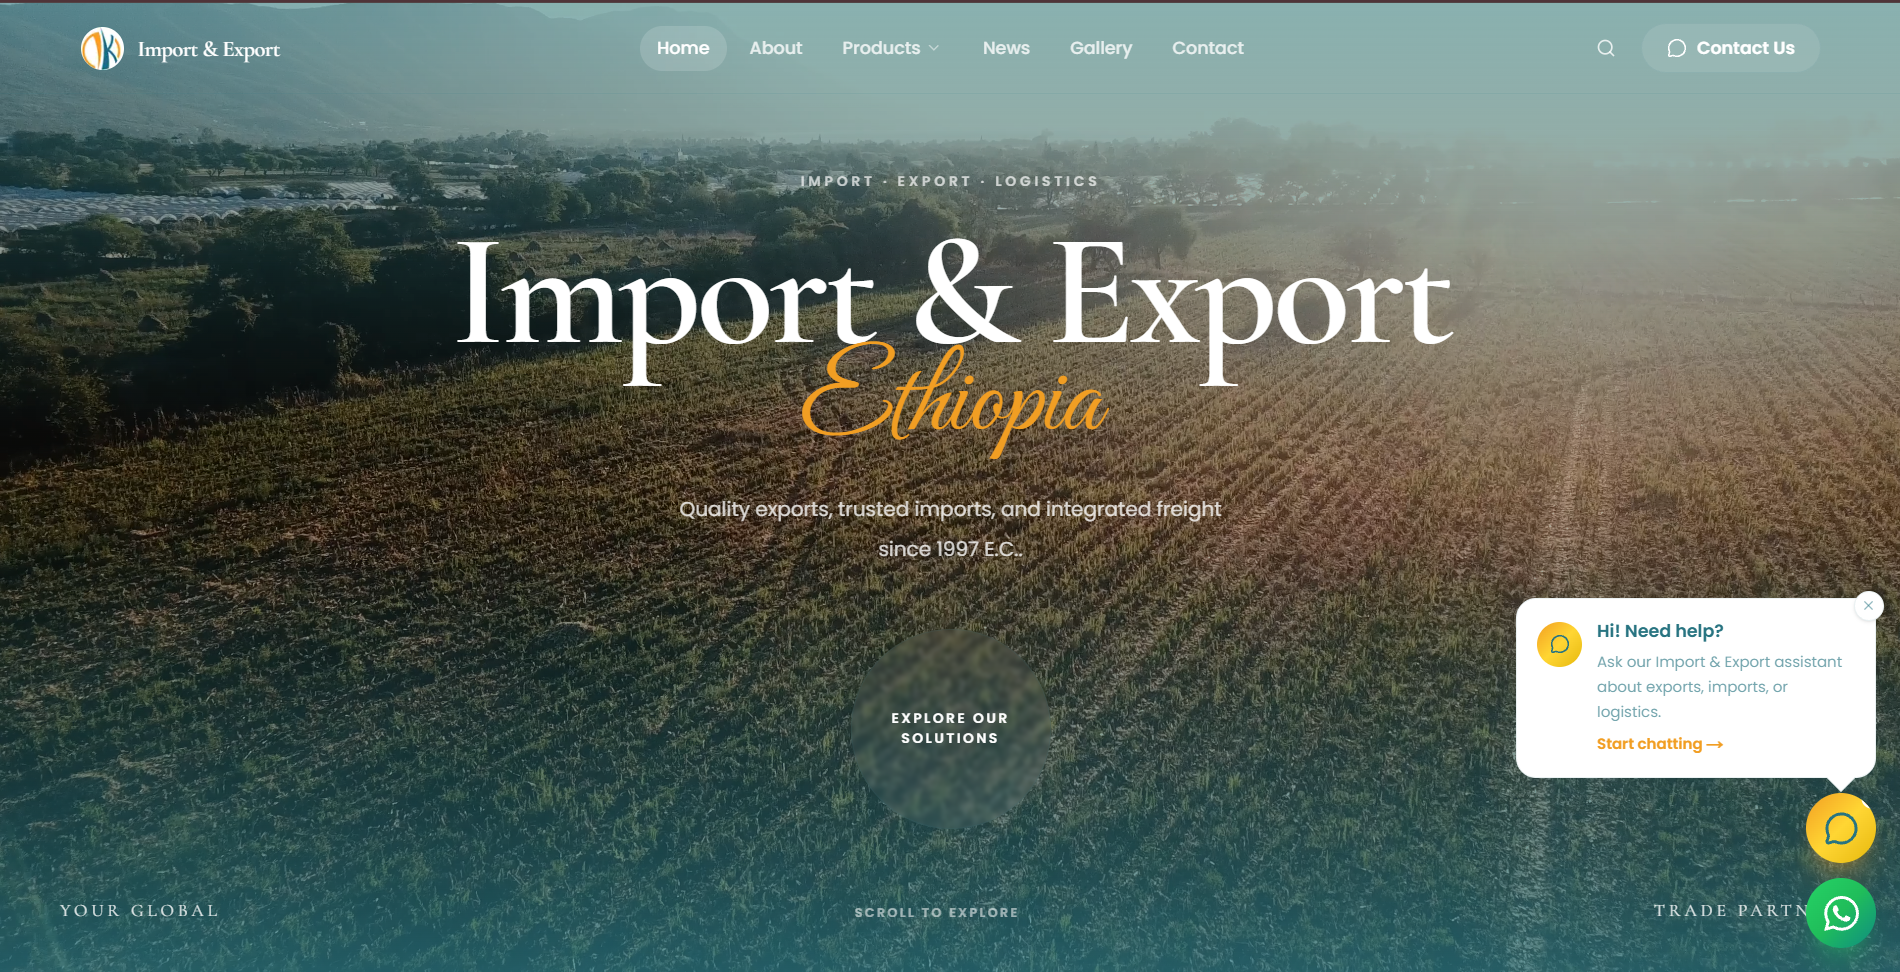 Import & Export
Home
About
Products
News
Gallery
Contact
Contact Us
IMPORT · EXPORT · LOGISTICS
Import & Export
Ethiopia
Quality exports, trusted imports, and integrated freight
since 1997 E.C..
EXPLORE OUR
SOLUTIONS
Hi! Need help?
Ask our Import & Export assistant
about exports, imports, or
logistics.
Start chatting →
YOUR GLOBAL
SCROLL TO EXPLORE
TRADE